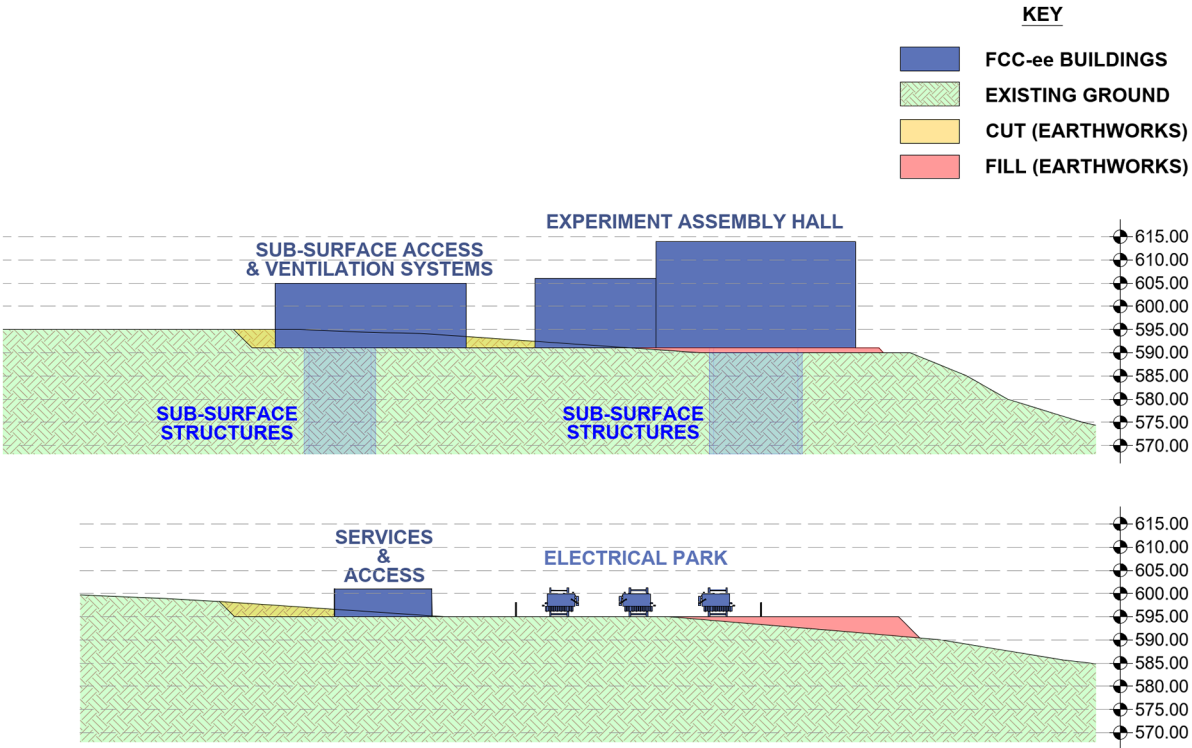 KEY
FCC-ee BUILDINGS
EXISTING GROUND
CUT (EARTHWORKS)
FILL (EARTHWORKS)
EXPERIMENT ASSEMBLY HALL
SUB-SURFACE ACCESS
& VENTILATION SYSTEMS
615.00
610.00
605.00
600.00
595.00
590.00
585.00
580.00
575.00
570.00
SUB-SURFACE
STRUCTURES
SUB-SURFACE
STRUCTURES
SERVICES
&
ACCESS
ELECTRICAL PARK
615.00
610.00
605.00
600.00
595.00
590.00
585.00
580.00
575.00
570.00